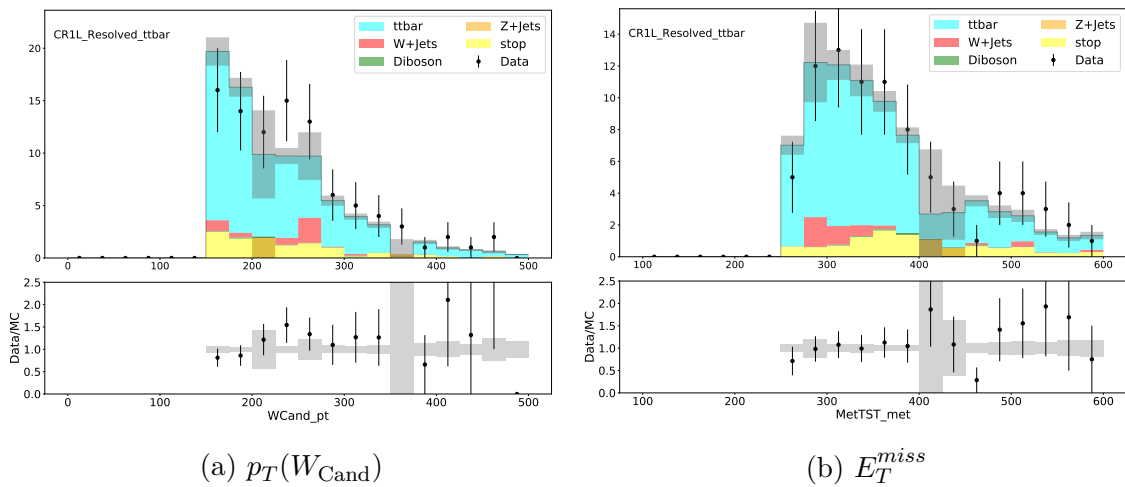 CR1L_Resolved_ttbar
ttbar
W+Jets
Diboson
Z+Jets
stop
Data
20
15
10
5
0
Data/MC
2.5
2.0
1.5
1.0
0.5
0.0
0 100 200 300 400 500
WCand_pt
(a) p_T(W_Cand)
CR1L_Resolved_ttbar
ttbar
W+Jets
Diboson
Z+Jets
stop
Data
14
12
10
8
6
4
2
0
Data/MC
2.5
2.0
1.5
1.0
0.5
0.0
100 200 300 400 500 600
MetTST_met
(b) E_T^{miss}